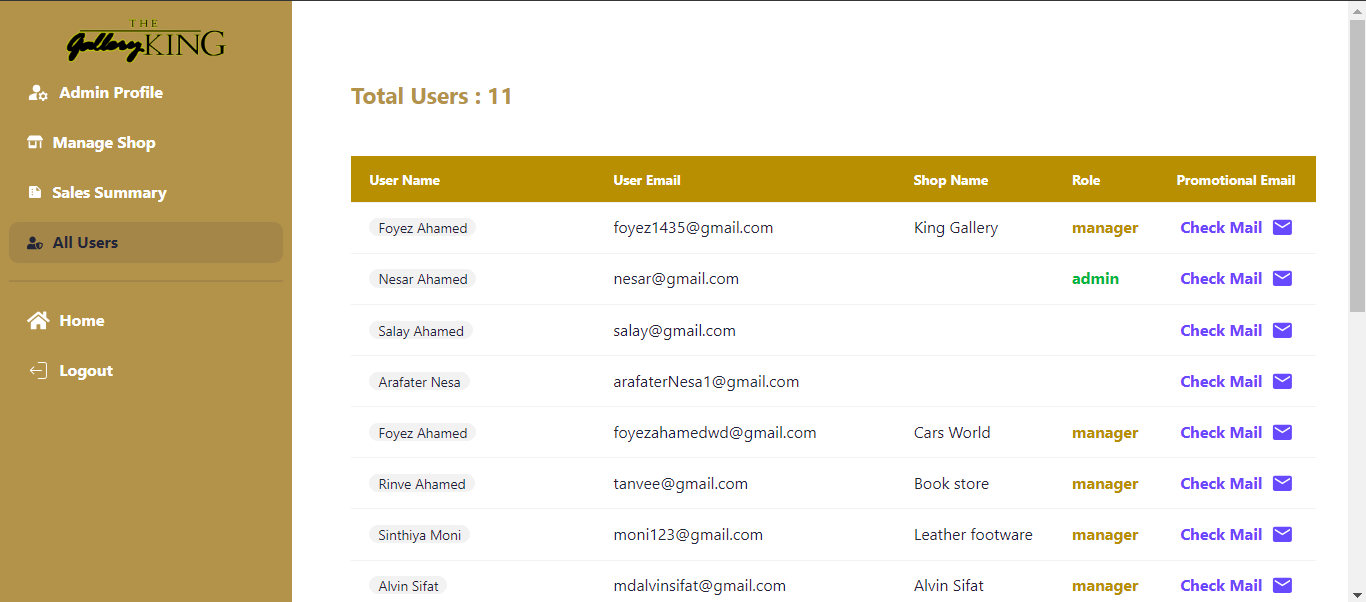 THE
Gallery KING
Admin Profile
Manage Shop
Sales Summary
All Users
Home
Logout
Total Users : 11
User Name User Email Shop Name Role Promotional Email
Foyez Ahamed foyez1435@gmail.com King Gallery manager Check Mail
Nesar Ahamed nesar@gmail.com admin Check Mail
Salay Ahamed salay@gmail.com Check Mail
Arafater Nesa arafaterNesa1@gmail.com Check Mail
Foyez Ahamed foyezahamedwd@gmail.com Cars World manager Check Mail
Rinve Ahamed tanvee@gmail.com Book store manager Check Mail
Sinthiya Moni moni123@gmail.com Leather footware manager Check Mail
Alvin Sifat mdalvinsifat@gmail.com Alvin Sifat manager Check Mail